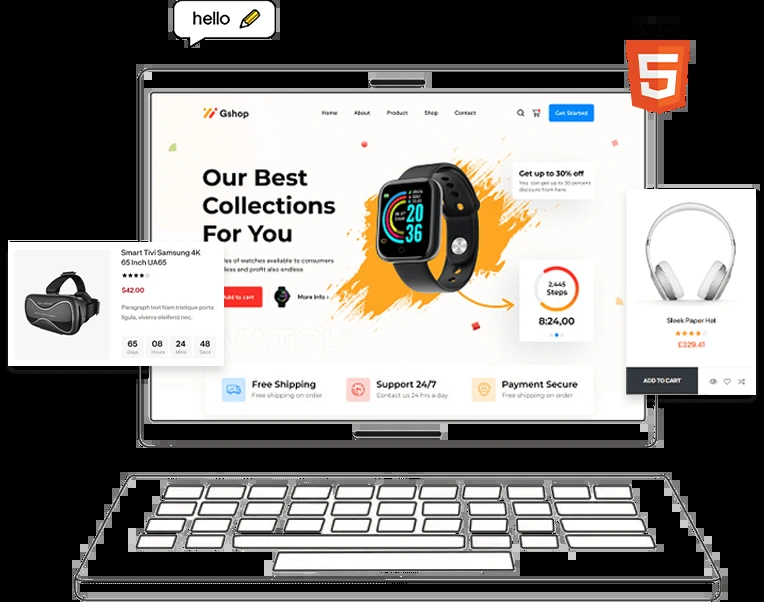 hello
Gshop
Home About Product Shop Contact
Get Started
Our Best
Collections
For You
Get up to 30% off
You can get up to 30 percent
discount from here
of watches available to consumers
and profit also endless
Add to cart
More Info
2,445
Steps
8:24,00
20
36
WATCH
Free Shipping
Free shipping on order
Support 24/7
Contact us 24 hrs a day
Payment Secure
Free shipping on order
Smart Tivi Samsung 4K
65 Inch UA65
$42.00
Paragraph text Nam tristique porta
ligula, viverra eleifend nec.
65 08 24 48
Days Hours Mins Secs
5
Sleek Paper Hat
£329.41
ADD TO CART